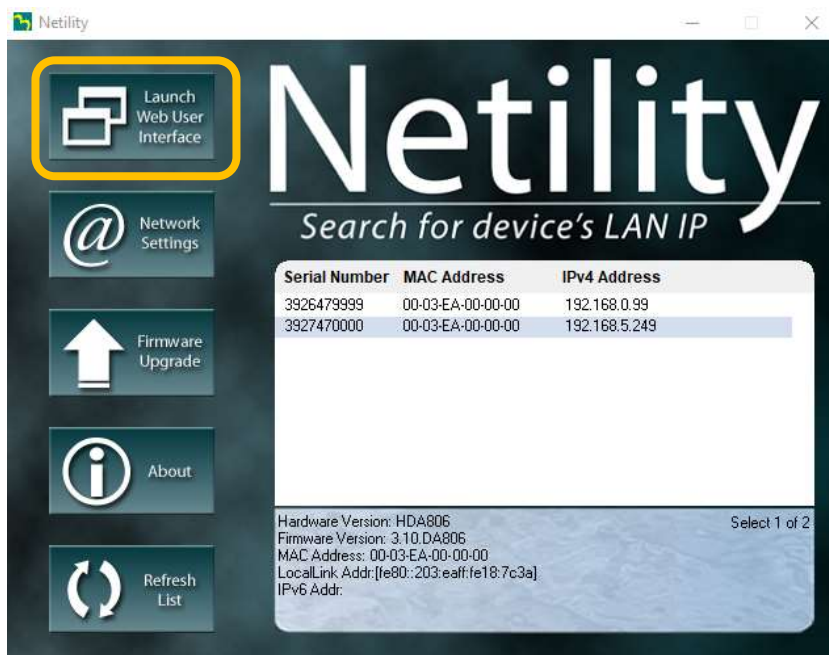 Netility
Launch
Web User
Interface
Network
Settings
Firmware
Upgrade
About
Refresh
List
Netility
Search for device's LAN IP
Serial Number MAC Address IPv4 Address
3926479999 00-03-EA-00-00-00 192.168.0.99
3927470000 00-03-EA-00-00-00 192.168.5.249
Hardware Version: HDA806 Select 1 of 2
Firmware Version: 3.10.DA806
MAC Address: 00-03-EA-00-00-00
LocalLink Addr:[fe80::203:eaff:fe18:7c3a]
IPv6 Addr: